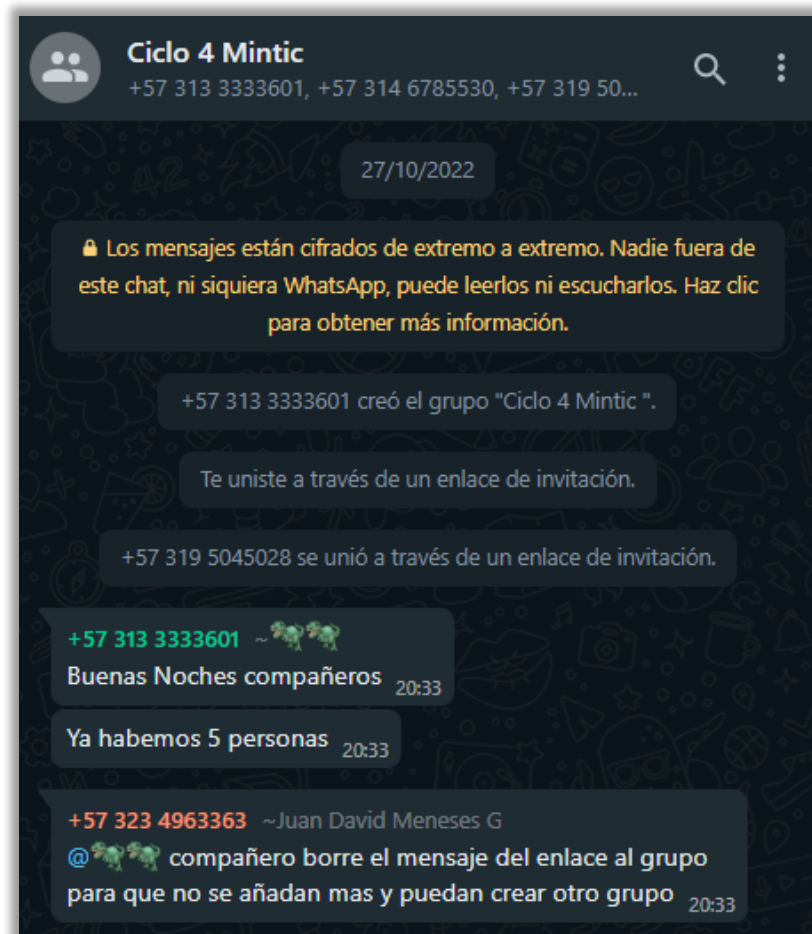 Ciclo 4 Mintic
+57 313 3333601, +57 314 6785530, +57 319 50...
27/10/2022
Los mensajes están cifrados de extremo a extremo. Nadie fuera de
este chat, ni siquiera WhatsApp, puede leerlos ni escucharlos. Haz clic
para obtener más información.
+57 313 3333601 creó el grupo "Ciclo 4 Mintic ".
Te uniste a través de un enlace de invitación.
+57 319 5045028 se unió a través de un enlace de invitación.
+57 313 3333601 ~🦖🦖
Buenas Noches compañeros 20:33
Ya habemos 5 personas 20:33
+57 323 4963363 ~Juan David Meneses G
@🦖🦖 compañero borre el mensaje del enlace al grupo
para que no se añadan mas y puedan crear otro grupo 20:33